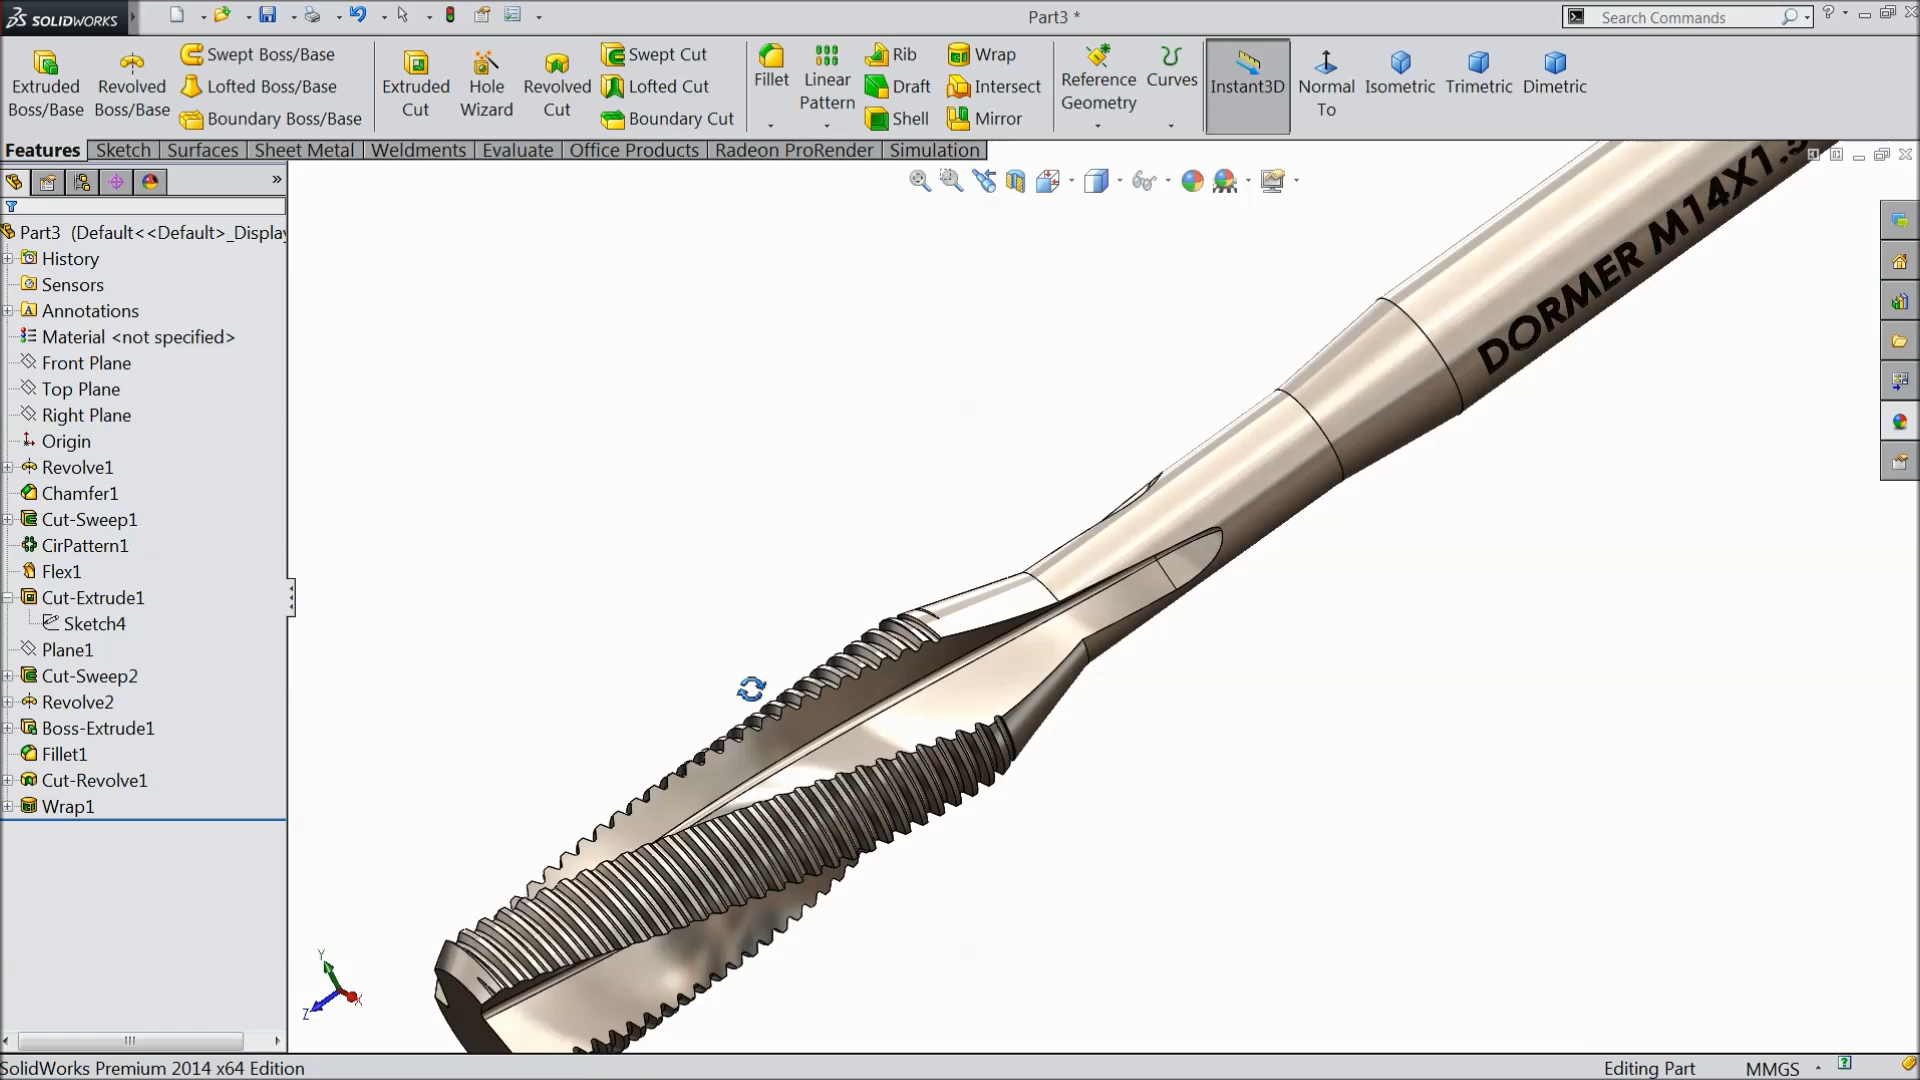 SOLIDWORKS
Part3 *
Search Commands
Extruded Boss/Base
Revolved Boss/Base
Swept Boss/Base
Lofted Boss/Base
Boundary Boss/Base
Extruded Cut
Hole Wizard
Revolved Cut
Swept Cut
Lofted Cut
Boundary Cut
Fillet
Linear Pattern
Rib
Draft
Shell
Wrap
Intersect
Mirror
Reference Geometry
Curves
Instant3D
Normal To
Isometric
Trimetric
Dimetric
Features Sketch Surfaces Sheet Metal Weldments Evaluate Office Products Radeon ProRender Simulation
Part3 (Default<<Default>_Display
History
Sensors
Annotations
Material <not specified>
Front Plane
Top Plane
Right Plane
Origin
Revolve1
Chamfer1
Cut-Sweep1
CirPattern1
Flex1
Cut-Extrude1
Sketch4
Plane1
Cut-Sweep2
Revolve2
Boss-Extrude1
Fillet1
Cut-Revolve1
Wrap1
DORMER M14X1.5
Y
Z
X
SolidWorks Premium 2014 x64 Edition
Editing Part
MMGS